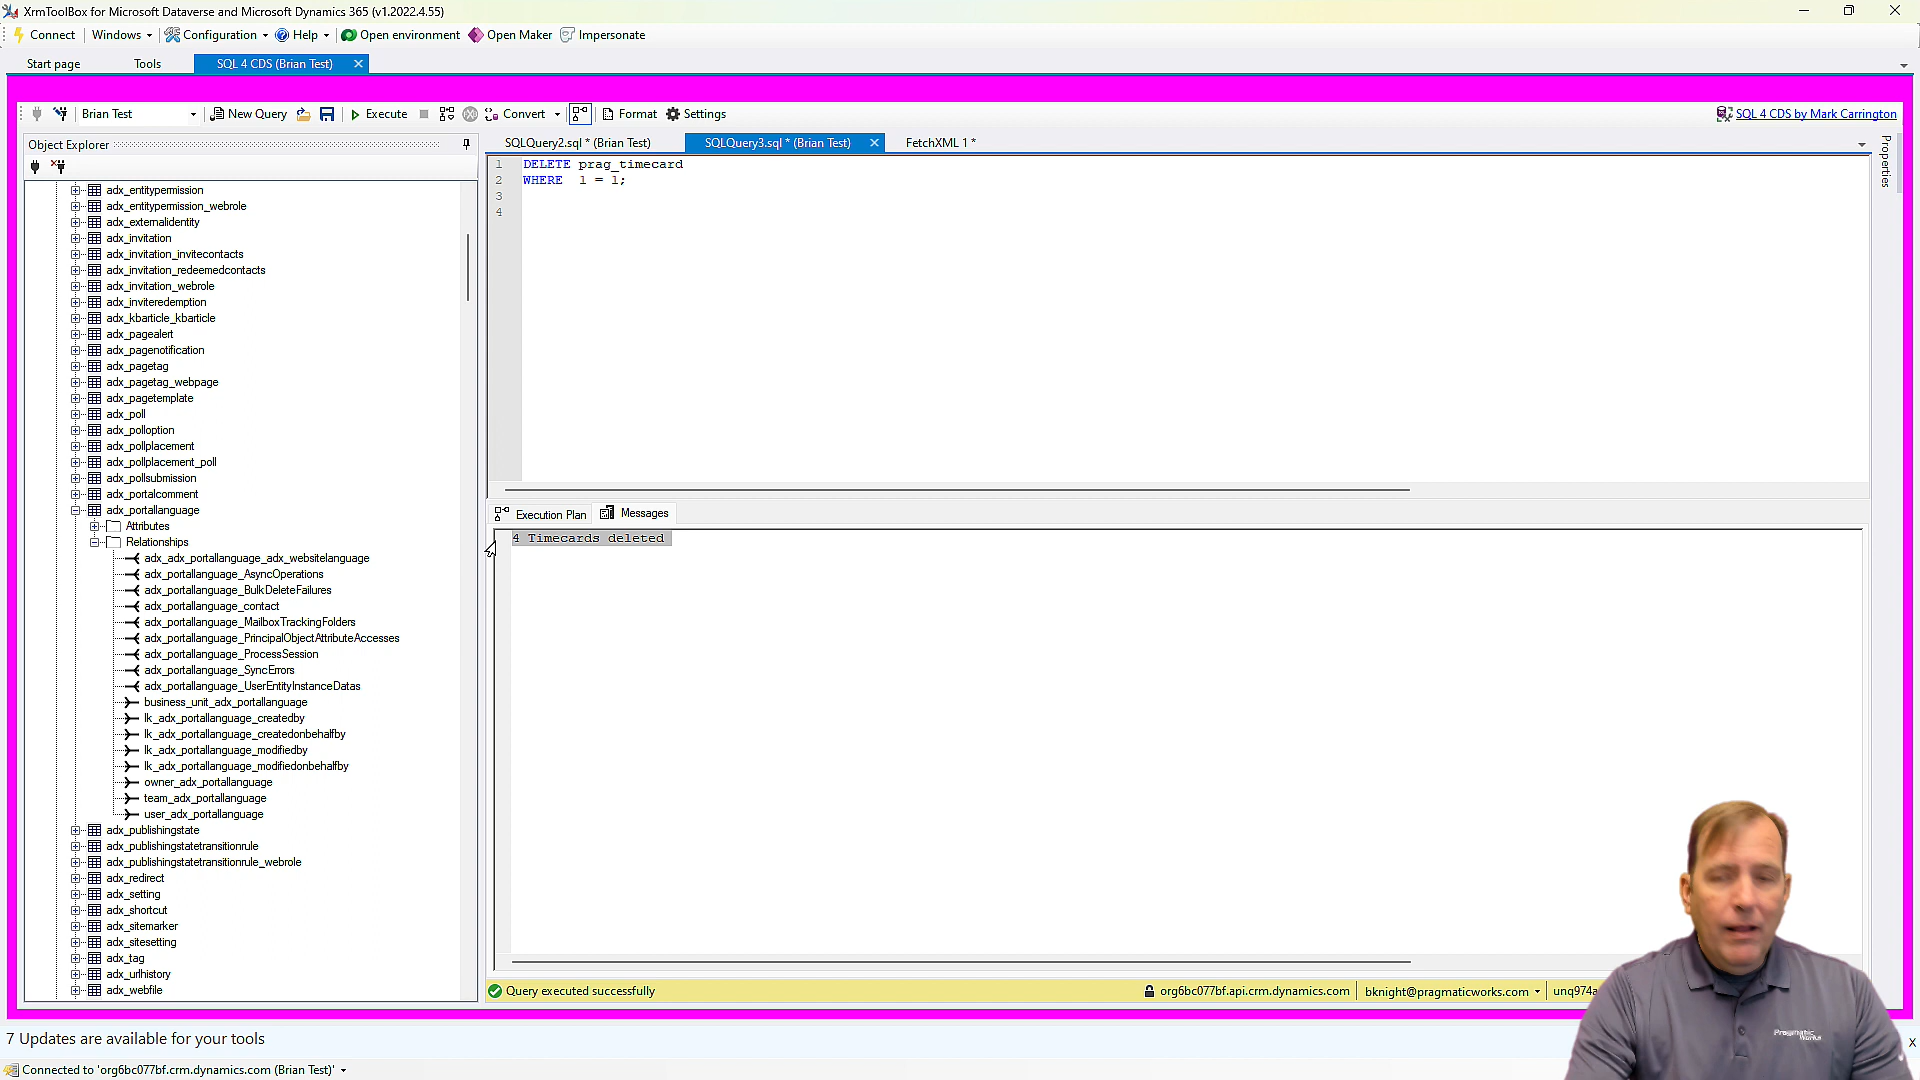 XrmToolBox for Microsoft Dataverse and Microsoft Dynamics 365 (v1.2022.4.55)
Connect Windows Configuration Help Open environment Open Maker Impersonate
Start page Tools SQL 4 CDS (Brian Test)
Brian Test New Query Execute Convert Format Settings SQL 4 CDS by Mark Carrington
Object Explorer
SQLQuery2.sql * (Brian Test) SQLQuery3.sql * (Brian Test) FetchXML 1 *
Properties
1 DELETE prag_timecard
2 WHERE 1 = 1;
3
4
adx_entitypermission
adx_entitypermission_webrole
adx_externalidentity
adx_invitation
adx_invitation_invitecontacts
adx_invitation_redeemedcontacts
adx_invitation_webrole
adx_inviteredemption
adx_kbarticle_kbarticle
adx_pagealert
adx_pagenotification
adx_pagetag
adx_pagetag_webpage
adx_pagetemplate
adx_poll
adx_polloption
adx_pollplacement
adx_pollplacement_poll
adx_pollsubmission
adx_portalcomment
adx_portallanguage
Attributes
Relationships
adx_adx_portallanguage_adx_websitelanguage
adx_portallanguage_AsyncOperations
adx_portallanguage_BulkDeleteFailures
adx_portallanguage_contact
adx_portallanguage_MailboxTrackingFolders
adx_portallanguage_PrincipalObjectAttributeAccesses
adx_portallanguage_ProcessSession
adx_portallanguage_SyncErrors
adx_portallanguage_UserEntityInstanceDatas
business_unit_adx_portallanguage
lk_adx_portallanguage_createdby
lk_adx_portallanguage_createdonbehalfby
lk_adx_portallanguage_modifiedby
lk_adx_portallanguage_modifiedonbehalfby
owner_adx_portallanguage
team_adx_portallanguage
user_adx_portallanguage
adx_publishingstate
adx_publishingstatetransitionrule
adx_publishingstatetransitionrule_webrole
adx_redirect
adx_setting
adx_shortcut
adx_sitemarker
adx_sitesetting
adx_tag
adx_urlhistory
adx_webfile
Execution Plan Messages
4 Timecards deleted
Query executed successfully org6bc077bf.api.crm.dynamics.com bknight@pragmaticworks.com unq974a
Pragmatic
Works
7 Updates are available for your tools x
Connected to 'org6bc077bf.crm.dynamics.com (Brian Test)'